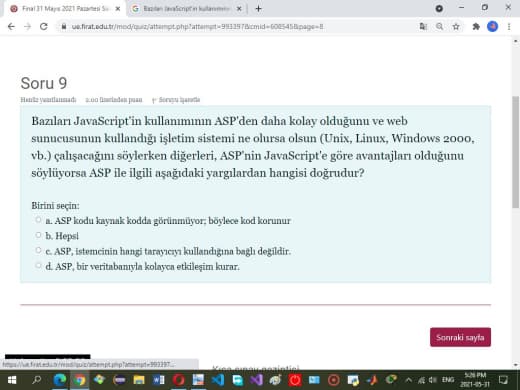 Final 31 Mayıs 2021 Pazartesi Sa
Bazıları JavaScript'in kullanımının
ue.firat.edu.tr/mod/quiz/attempt.php?attempt=993397&cmid=608545&page=8
Soru 9
Henüz yanıtlanmadı 2.00 üzerinden puan Soruyu işaretle
Bazıları JavaScript'in kullanımının ASP'den daha kolay olduğunu ve web
sunucusunun kullandığı işletim sistemi ne olursa olsun (Unix, Linux, Windows 2000,
vb.) çalışacağını söylerken diğerleri, ASP'nin JavaScript'e göre avantajları olduğunu
söylüyorsa ASP ile ilgili aşağıdaki yargılardan hangisi doğrudur?
Birini seçin:
a. ASP kodu kaynak kodda görünmüyor; böylece kod korunur
b. Hepsi
c. ASP, istemcinin hangi tarayıcıyı kullandığına bağlı değildir.
d. ASP, bir veritabanıyla kolayca etkileşim kurar.
Sonraki sayfa
https://ue.firat.edu.tr/mod/quiz/attempt.php?attempt=993397...
Kısa sınav gezintisi
ENG
5:26 PM
2021-05-31